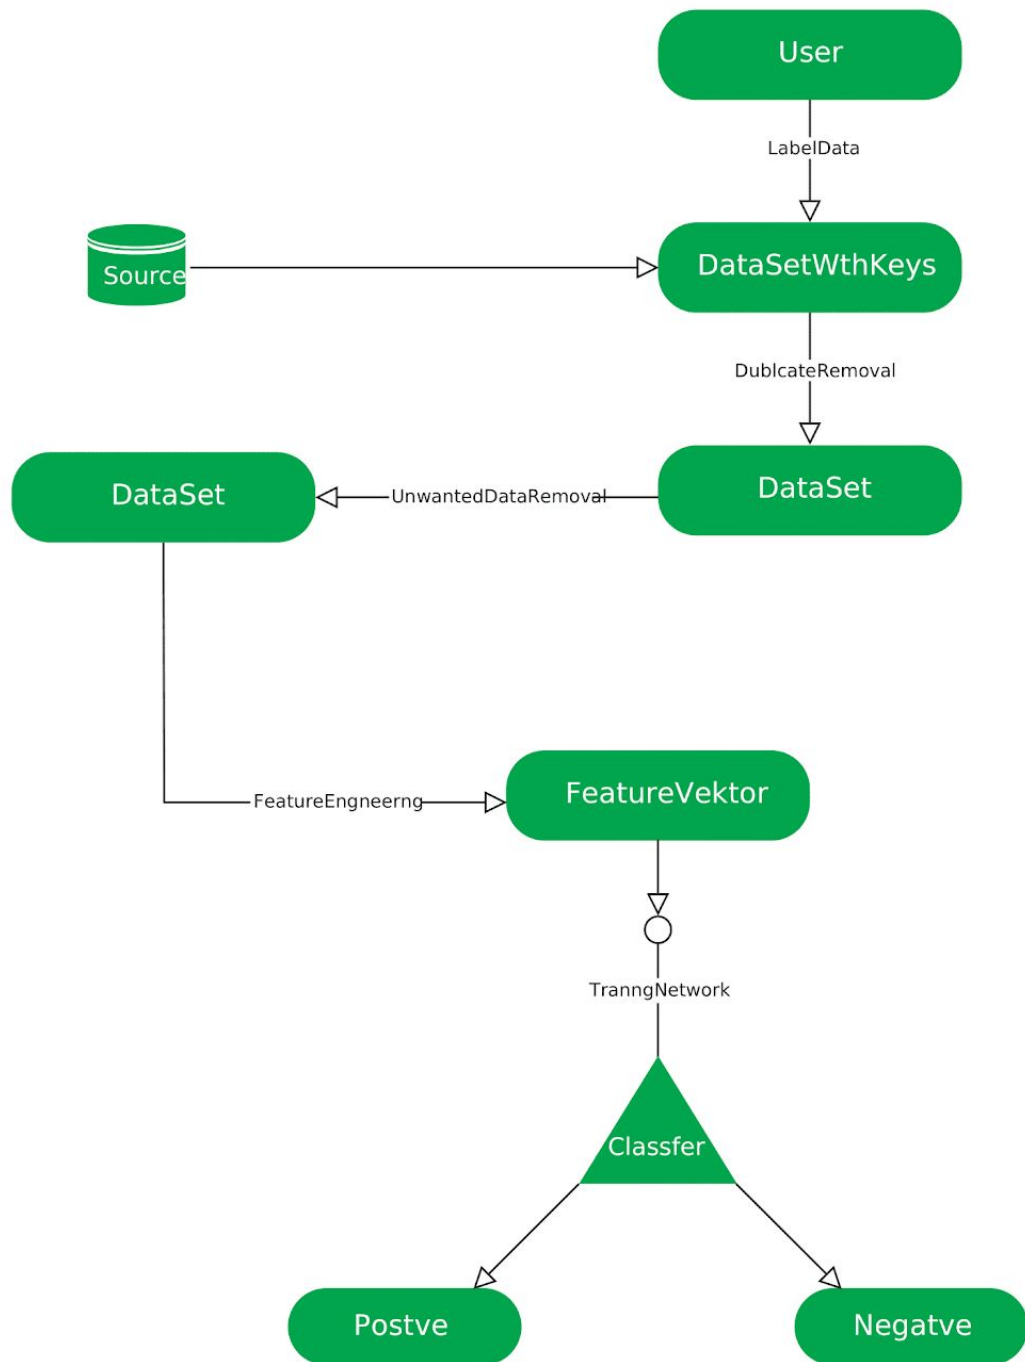 User
LabelData
Source
DataSetWthKeys
DublcateRemoval
DataSet
UnwantedDataRemoval
DataSet
FeatureEngneerng
FeatureVektor
TranngNetwork
Classfer
Postve
Negatve